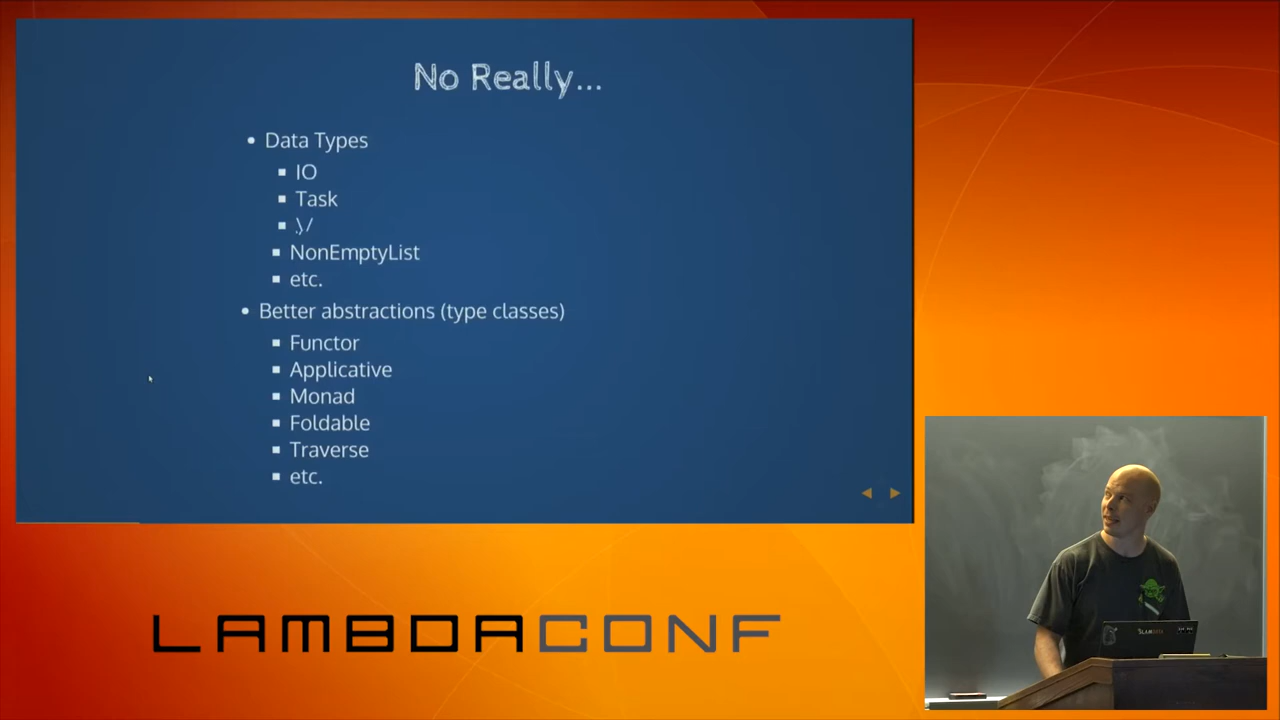 No Really...
• Data Types
▪ IO
▪ Task
▪ \/
▪ NonEmptyList
▪ etc.
• Better abstractions (type classes)
▪ Functor
▪ Applicative
▪ Monad
▪ Foldable
▪ Traverse
▪ etc.
SLAMDATA
LAMBDACONF